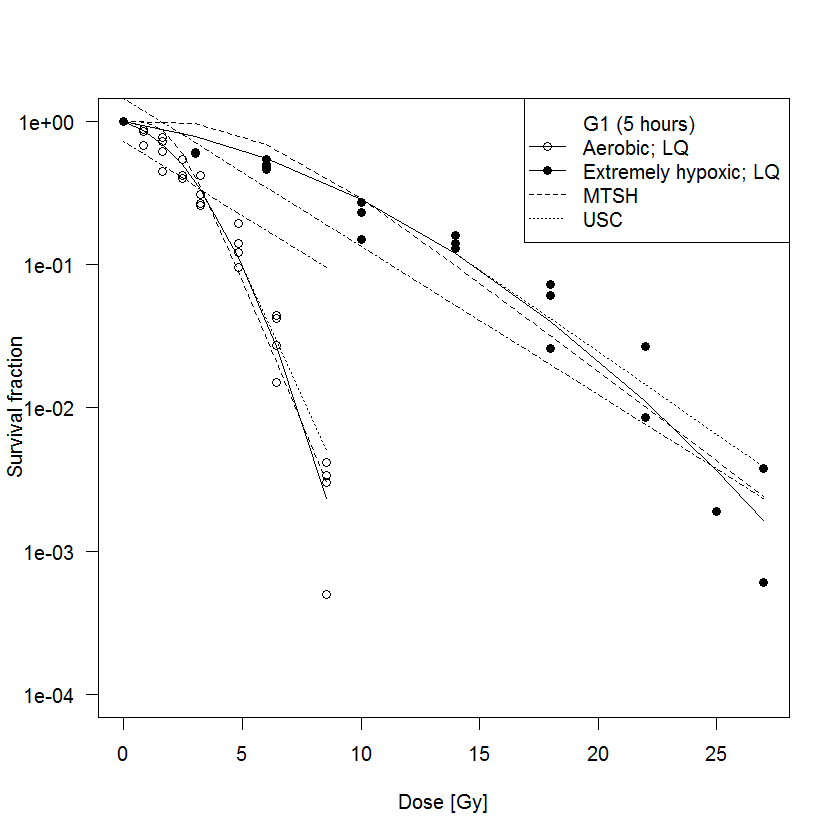 G1 (5 hours)
Aerobic; LQ
Extremely hypoxic; LQ
MTSH
USC
1e+00
1e-01
1e-02
1e-03
1e-04
Survival fraction
0 5 10 15 20 25
Dose [Gy]